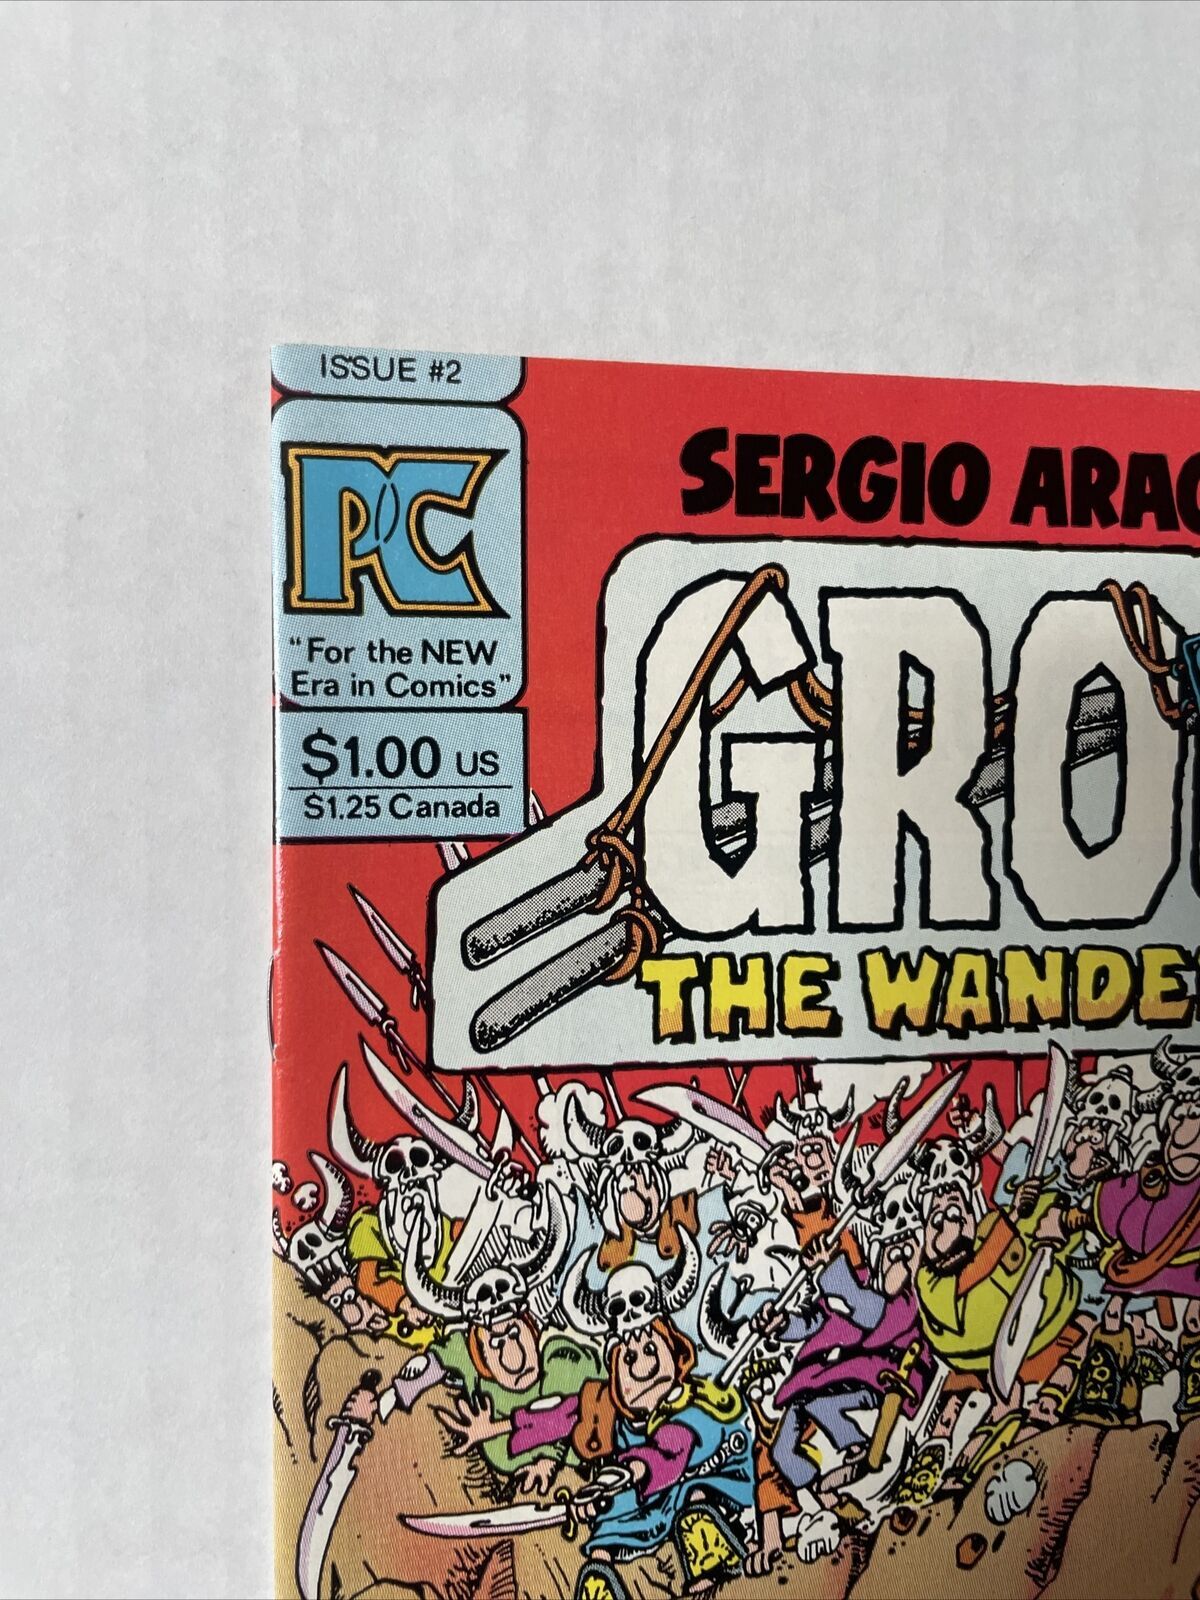 ISSUE #2
PC
"For the NEW
Era in Comics"
$1.00 US
$1.25 Canada
SERGIO ARAG
GRO
THE WANDE